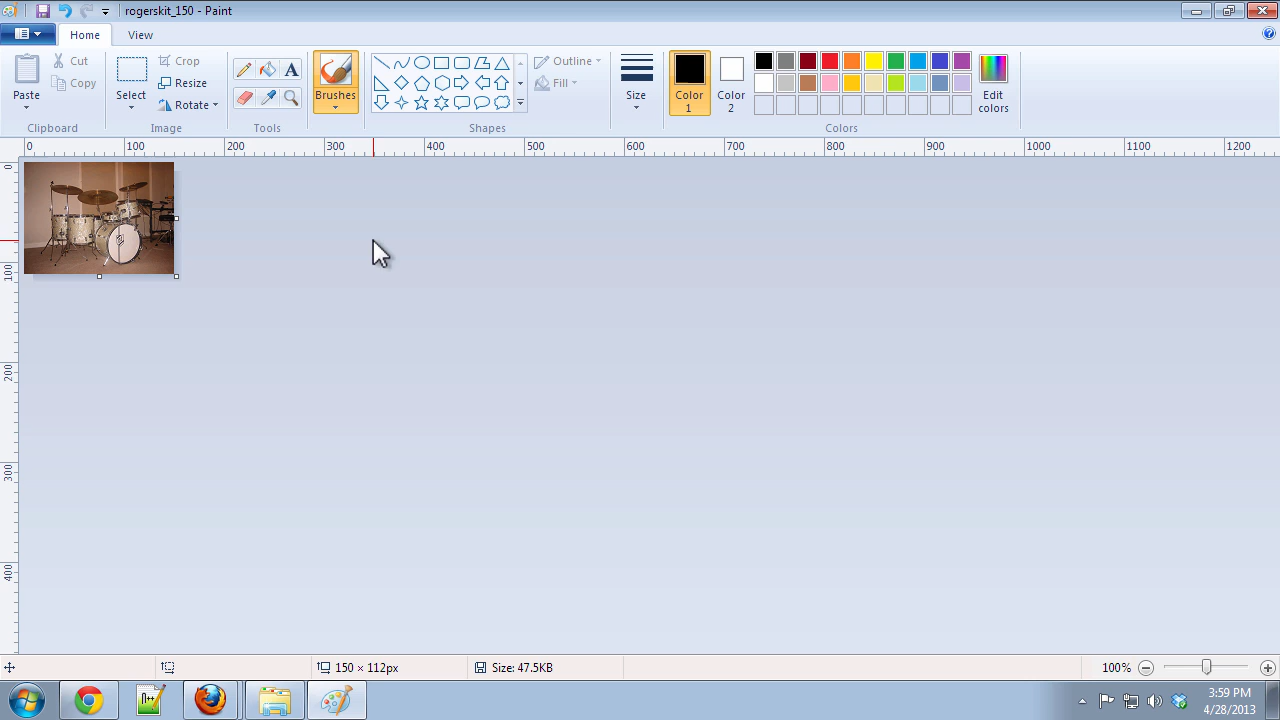 rogerskit_150 - Paint
Home View
Paste
Cut
Copy
Clipboard
Select
Crop
Resize
Rotate
Image
A
Tools
Brushes
Outline
Fill
Shapes
Size
Color 1
Color 2
Edit colors
Colors
0 100 200 300 400 500 600 700 800 900 1000 1100 1200
0
100
200
300
400
150 × 112px
Size: 47.5KB
100%
3:59 PM
4/28/2013